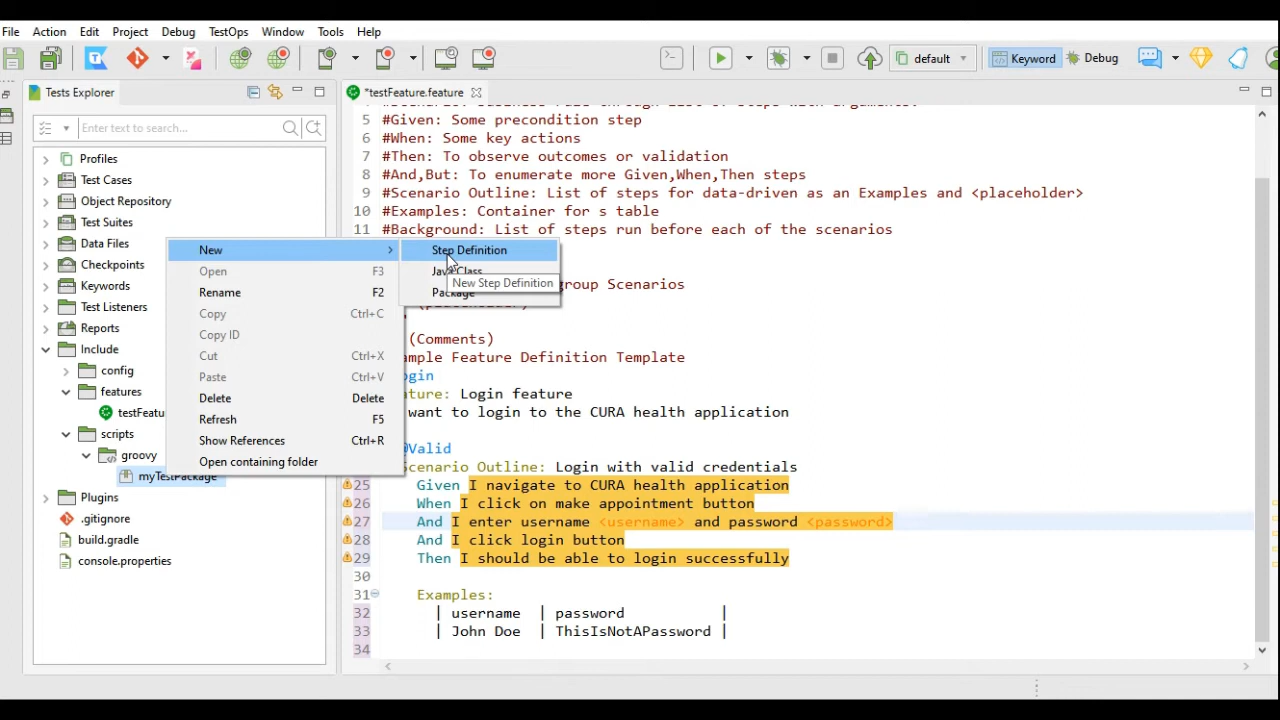 File Action Edit Project Debug TestOps Window Tools Help
default Keyword Debug
Tests Explorer
*testFeature.feature
Enter text to search...
Profiles
Test Cases
Object Repository
Test Suites
Data Files
Checkpoints
Keywords
Test Listeners
Reports
Include
config
features
testFeatu
scripts
groovy
myTestPackage
Plugins
.gitignore
build.gradle
console.properties
New
Open F3
Rename F2
Copy Ctrl+C
Copy ID
Cut Ctrl+X
Paste Ctrl+V
Delete Delete
Refresh F5
Show References Ctrl+R
Open containing folder
Step Definition
Java Class
New Step Definition
Package
5 #Given: Some precondition step
6 #When: Some key actions
7 #Then: To observe outcomes or validation
8 #And,But: To enumerate more Given,When,Then steps
9 #Scenario Outline: List of steps for data-driven as an Examples and <placeholder>
10 #Examples: Container for s table
11 #Background: List of steps run before each of the scenarios
group Scenarios
(Comments)
ample Feature Definition Template
ogin
ature: Login feature
want to login to the CURA health application
@Valid
Scenario Outline: Login with valid credentials
25 Given I navigate to CURA health application
26 When I click on make appointment button
27 And I enter username <username> and password <password>
28 And I click login button
29 Then I should be able to login successfully
30
31 Examples:
32 | username | password |
33 | John Doe | ThisIsNotAPassword |
34